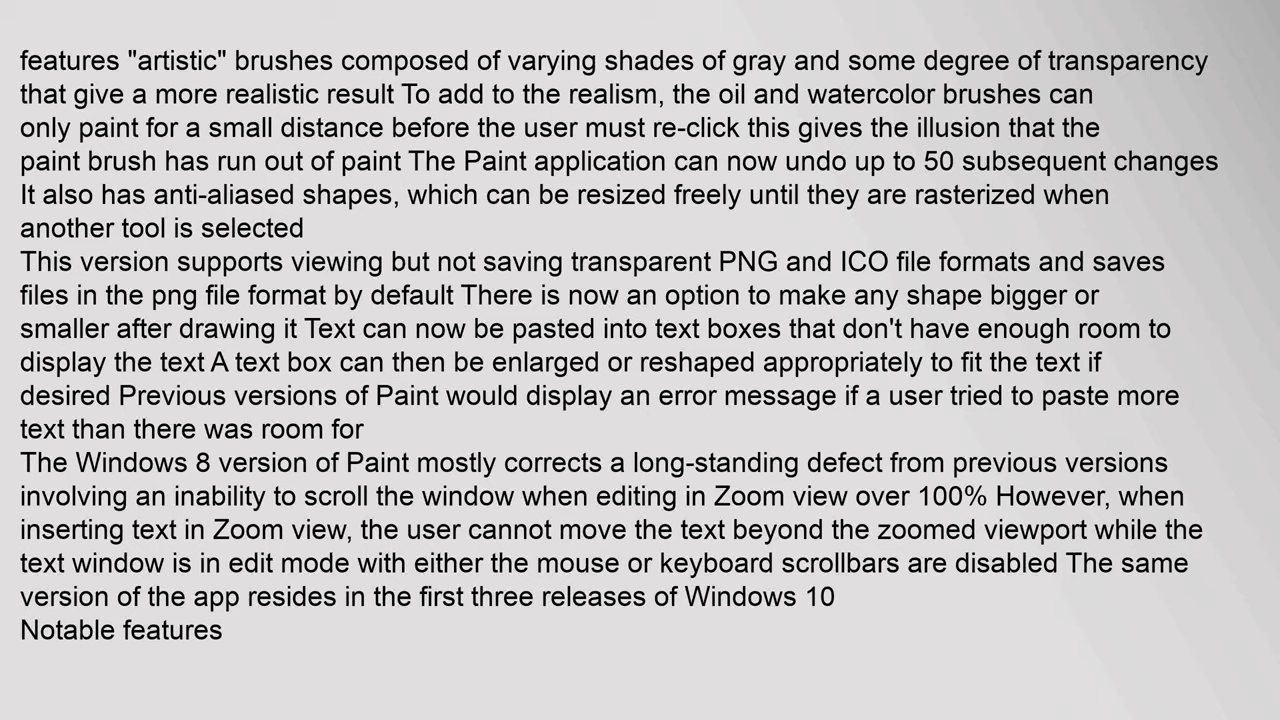 features "artistic" brushes composed of varying shades of gray and some degree of transparency
that give a more realistic result To add to the realism, the oil and watercolor brushes can
only paint for a small distance before the user must re-click this gives the illusion that the
paint brush has run out of paint The Paint application can now undo up to 50 subsequent changes
It also has anti-aliased shapes, which can be resized freely until they are rasterized when
another tool is selected
This version supports viewing but not saving transparent PNG and ICO file formats and saves
files in the png file format by default There is now an option to make any shape bigger or
smaller after drawing it Text can now be pasted into text boxes that don't have enough room to
display the text A text box can then be enlarged or reshaped appropriately to fit the text if
desired Previous versions of Paint would display an error message if a user tried to paste more
text than there was room for
The Windows 8 version of Paint mostly corrects a long-standing defect from previous versions
involving an inability to scroll the window when editing in Zoom view over 100% However, when
inserting text in Zoom view, the user cannot move the text beyond the zoomed viewport while the
text window is in edit mode with either the mouse or keyboard scrollbars are disabled The same
version of the app resides in the first three releases of Windows 10
Notable features